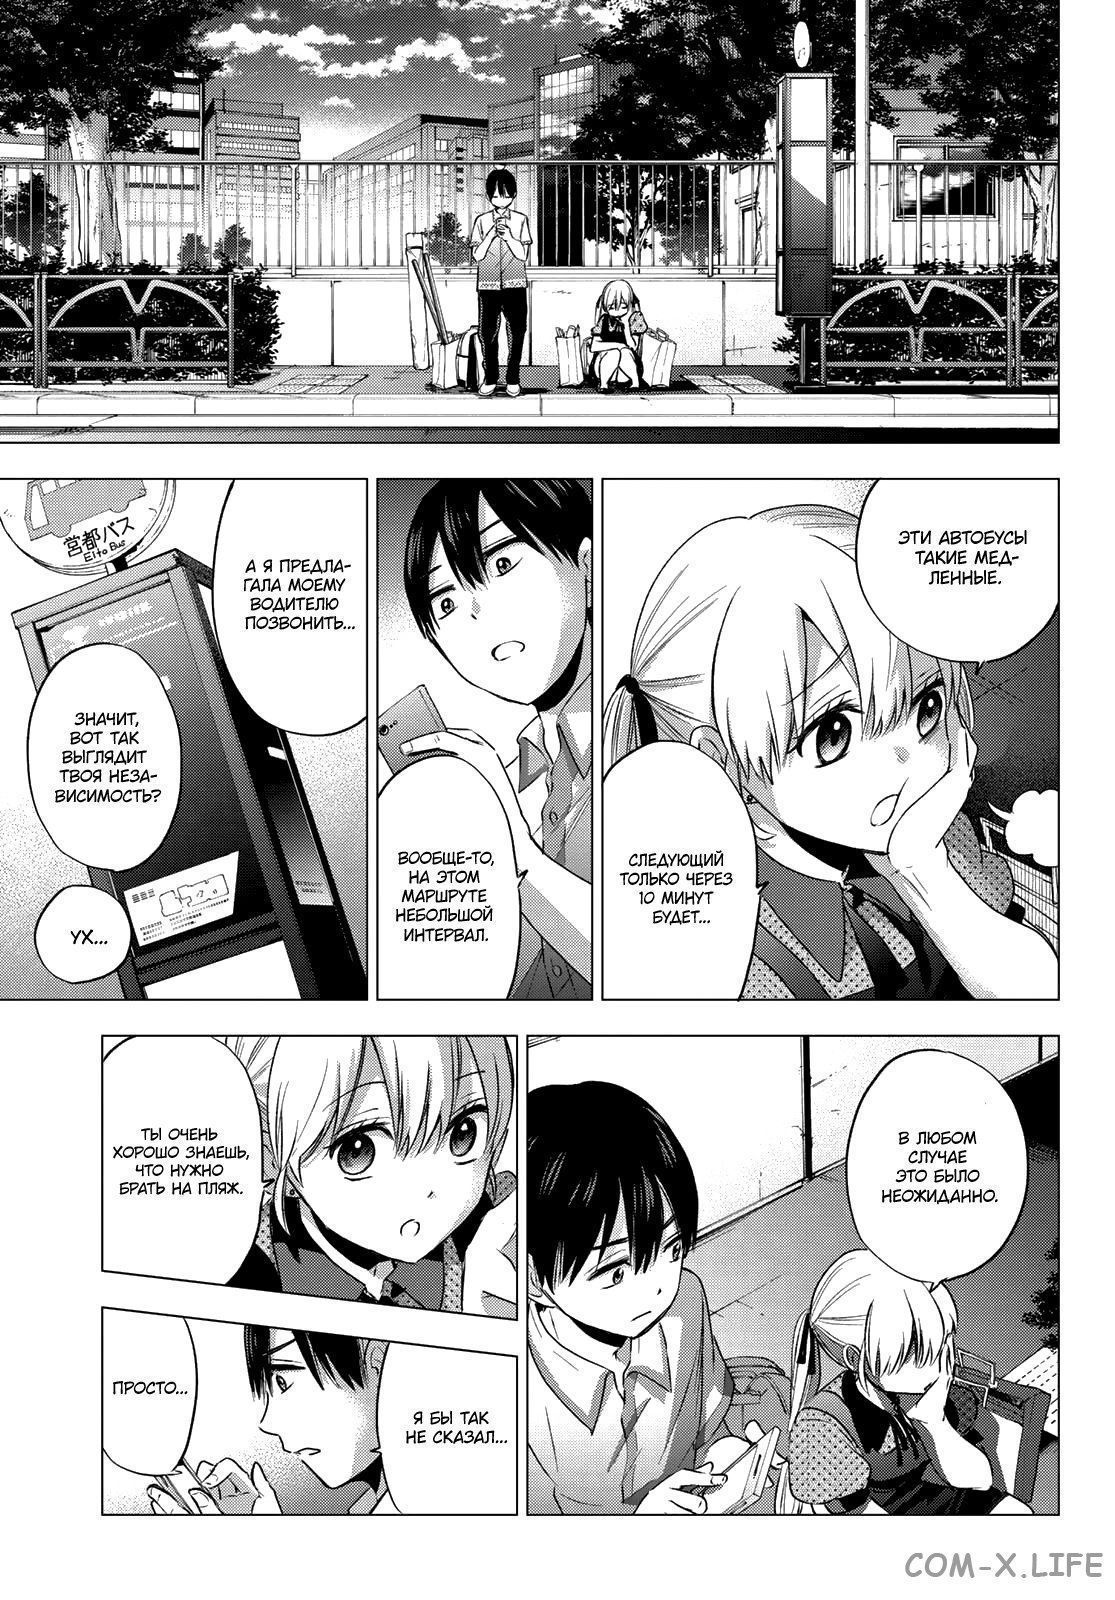 ЭТИ АВТОБУСЫ
ТАКИЕ МЕД-
ЛЕННЫЕ.
СЛЕДУЮЩИЙ
ТОЛЬКО ЧЕРЕЗ
10 МИНУТ
БУДЕТ...
ВООБЩЕ-ТО,
НА ЭТОМ
МАРШРУТЕ
НЕБОЛЬШОЙ
ИНТЕРВАЛ.
А Я ПРЕДЛА-
ГАЛА МОЕМУ
ВОДИТЕЛЮ
ПОЗВОНИТЬ...
営都バス
Eito Bus
ЗНАЧИТ,
ВОТ ТАК
ВЫГЛЯДИТ
ТВОЯ НЕЗА-
ВИСИМОСТЬ?
УХ...
В ЛЮБОМ
СЛУЧАЕ
ЭТО БЫЛО
НЕОЖИДАННО.
ТЫ ОЧЕНЬ
ХОРОШО ЗНАЕШЬ,
ЧТО НУЖНО
БРАТЬ НА ПЛЯЖ.
Я БЫ ТАК
НЕ СКАЗАЛ...
ПРОСТО...
COM-X.LIFE